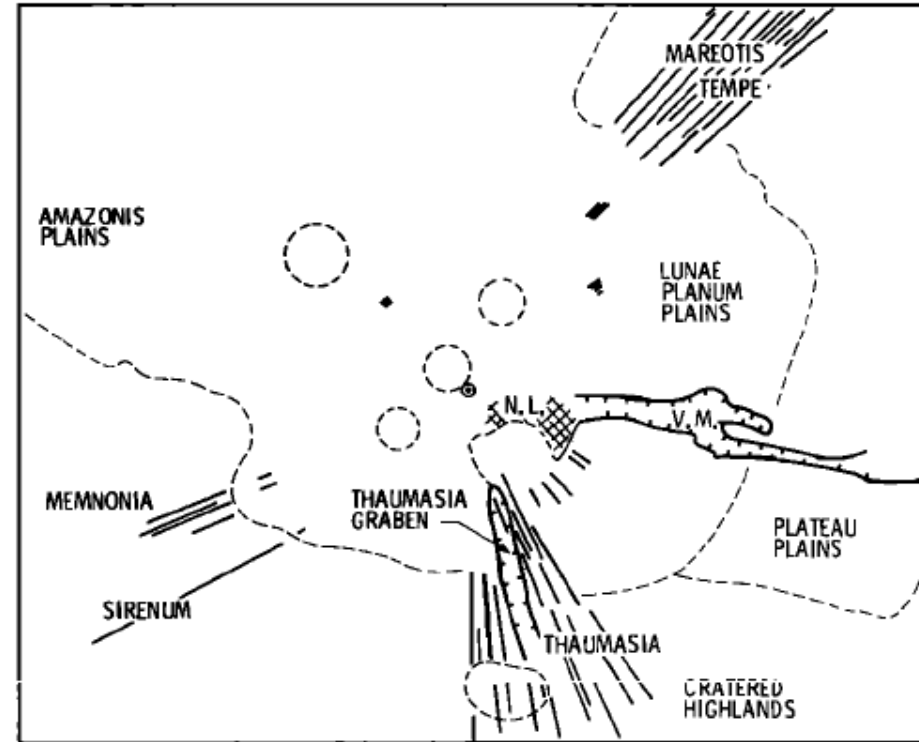 MAREOTIS
TEMPE
AMAZONIS
PLAINS
LUNAE
PLANUM
PLAINS
N. L.
V. M.
MEMNONIA
THAUMASIA
GRABEN
PLATEAU
PLAINS
SIRENUM
THAUMASIA
CRATERED
HIGHLANDS